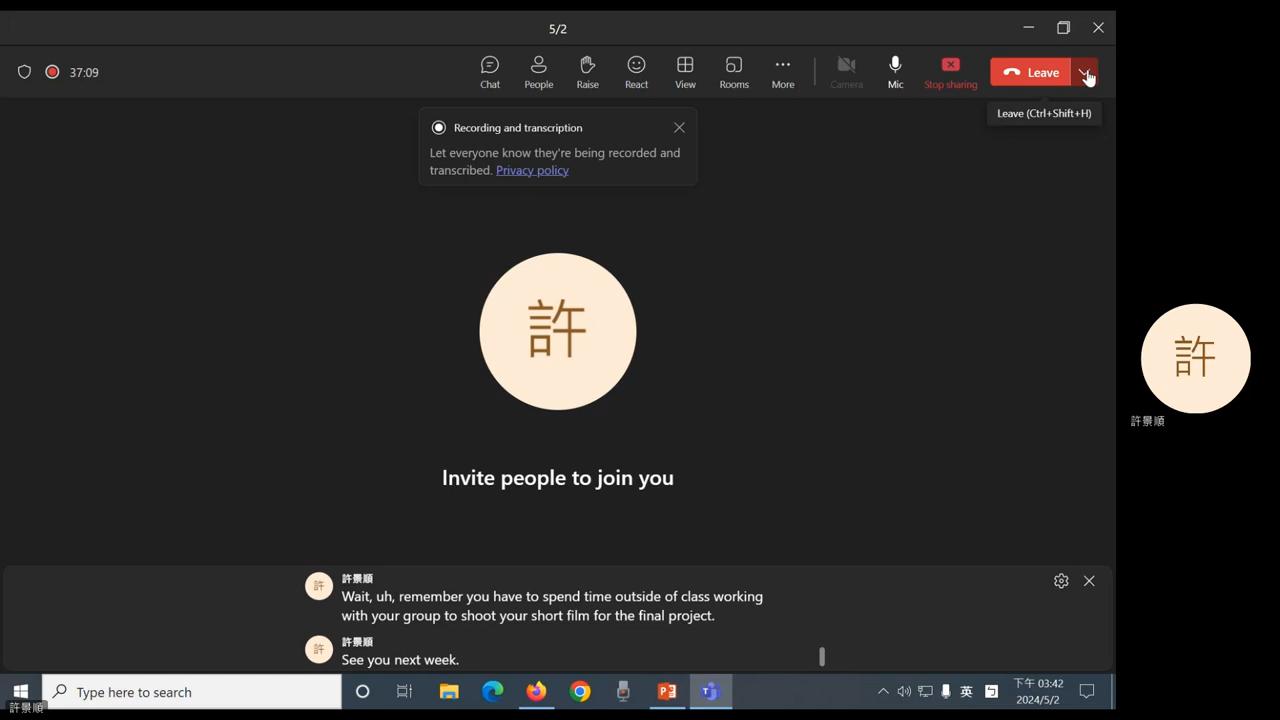 5/2
37:09
Chat
People
Raise
React
View
Rooms
More
Camera
Mic
Stop sharing
Leave
Leave (Ctrl+Shift+H)
Recording and transcription
Let everyone know they're being recorded and
transcribed. Privacy policy
許
Invite people to join you
許
許景順
許
許景順
Wait, uh, remember you have to spend time outside of class working
with your group to shoot your short film for the final project.
許
許景順
See you next week.
Type here to search
英
下午 03:42
2024/5/2
許景順